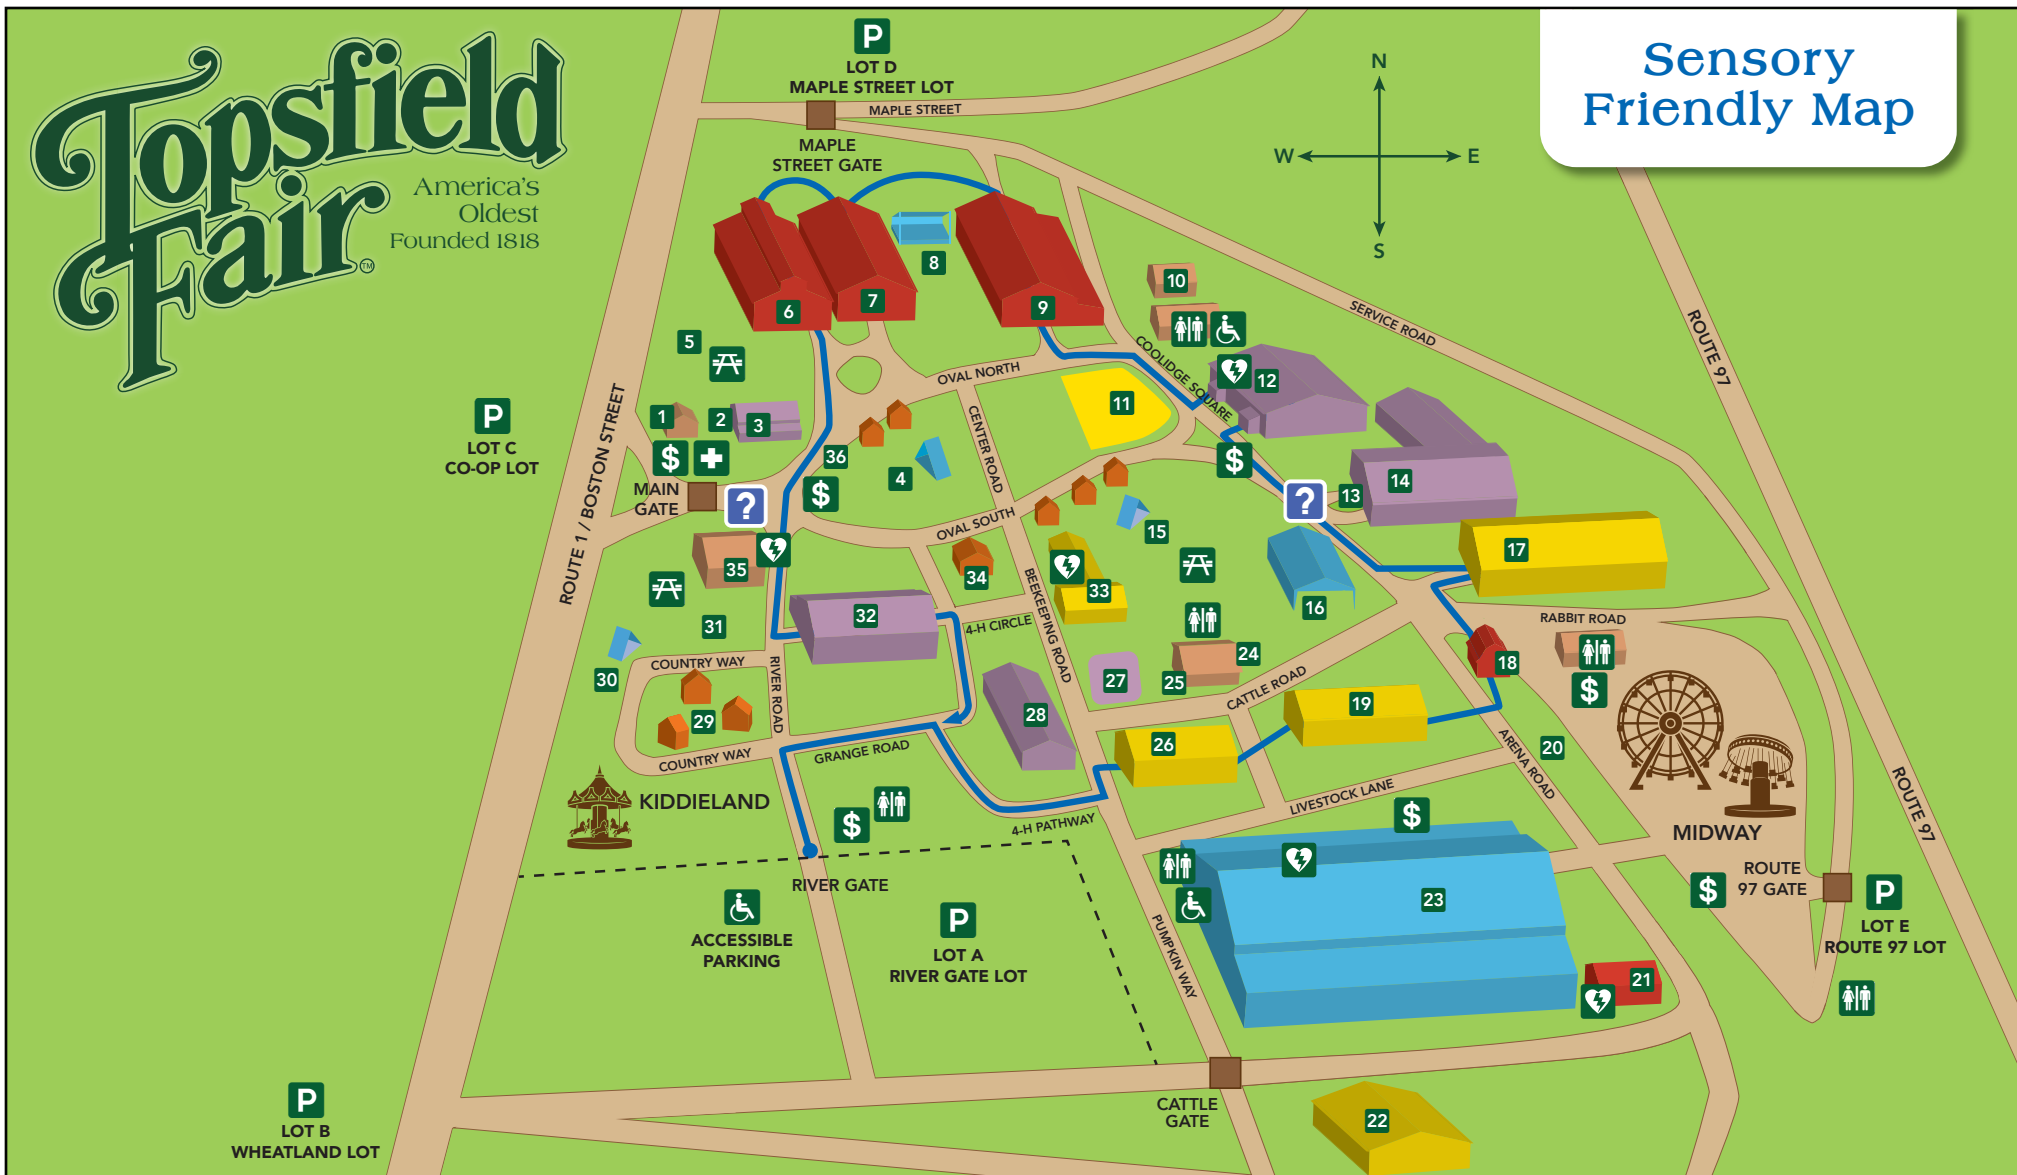 Topsfield
Fair
TM
America's
Oldest
Founded 1818
Sensory
Friendly Map
P
LOT D
MAPLE STREET LOT
MAPLE STREET
MAPLE
STREET GATE
N
W
E
S
SERVICE ROAD
ROUTE 97
ROUTE 97
6
7
8
9
10
5
12
COOLIDGE SQUARE
OVAL NORTH
11
CENTER ROAD
P
LOT C
CO-OP LOT
ROUTE 1 / BOSTON STREET
1
2
3
$
36
4
$
MAIN
GATE
?
$
?
13
14
OVAL SOUTH
15
17
35
34
33
16
BEEKEEPING ROAD
32
4-H CIRCLE
31
30
COUNTRY WAY
RIVER ROAD
29
COUNTRY WAY
GRANGE ROAD
28
27
24
25
CATTLE ROAD
RABBIT ROAD
18
$
19
26
20
ARENA ROAD
LIVESTOCK LANE
KIDDIELAND
$
4-H PATHWAY
$
MIDWAY
RIVER GATE
ACCESSIBLE
PARKING
P
LOT A
RIVER GATE LOT
PUMPKIN WAY
23
$
ROUTE
97 GATE
P
LOT E
ROUTE 97 LOT
21
P
LOT B
WHEATLAND LOT
CATTLE
GATE
22